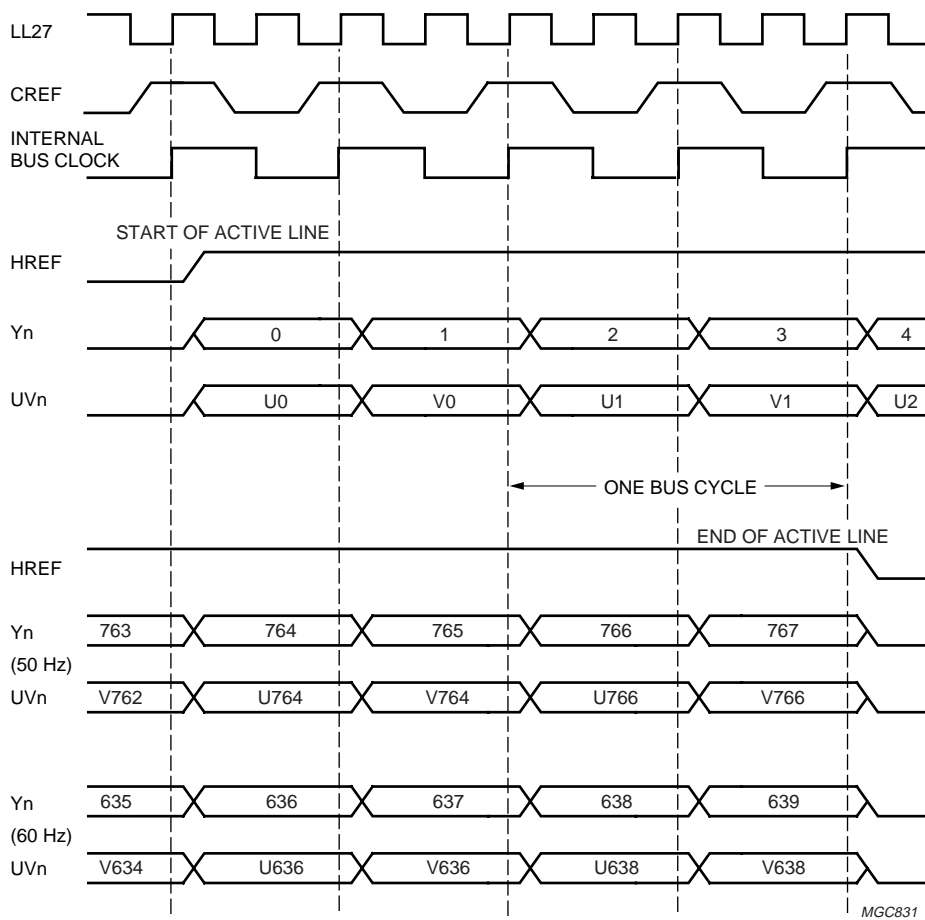 LL27
CREF
INTERNAL
BUS CLOCK
START OF ACTIVE LINE
HREF
Yn 0 1 2 3 4
UVn U0 V0 U1 V1 U2
ONE BUS CYCLE
END OF ACTIVE LINE
HREF
Yn 763 764 765 766 767
(50 Hz)
UVn V762 U764 V764 U766 V766
Yn 635 636 637 638 639
(60 Hz)
UVn V634 U636 V636 U638 V638
MGC831